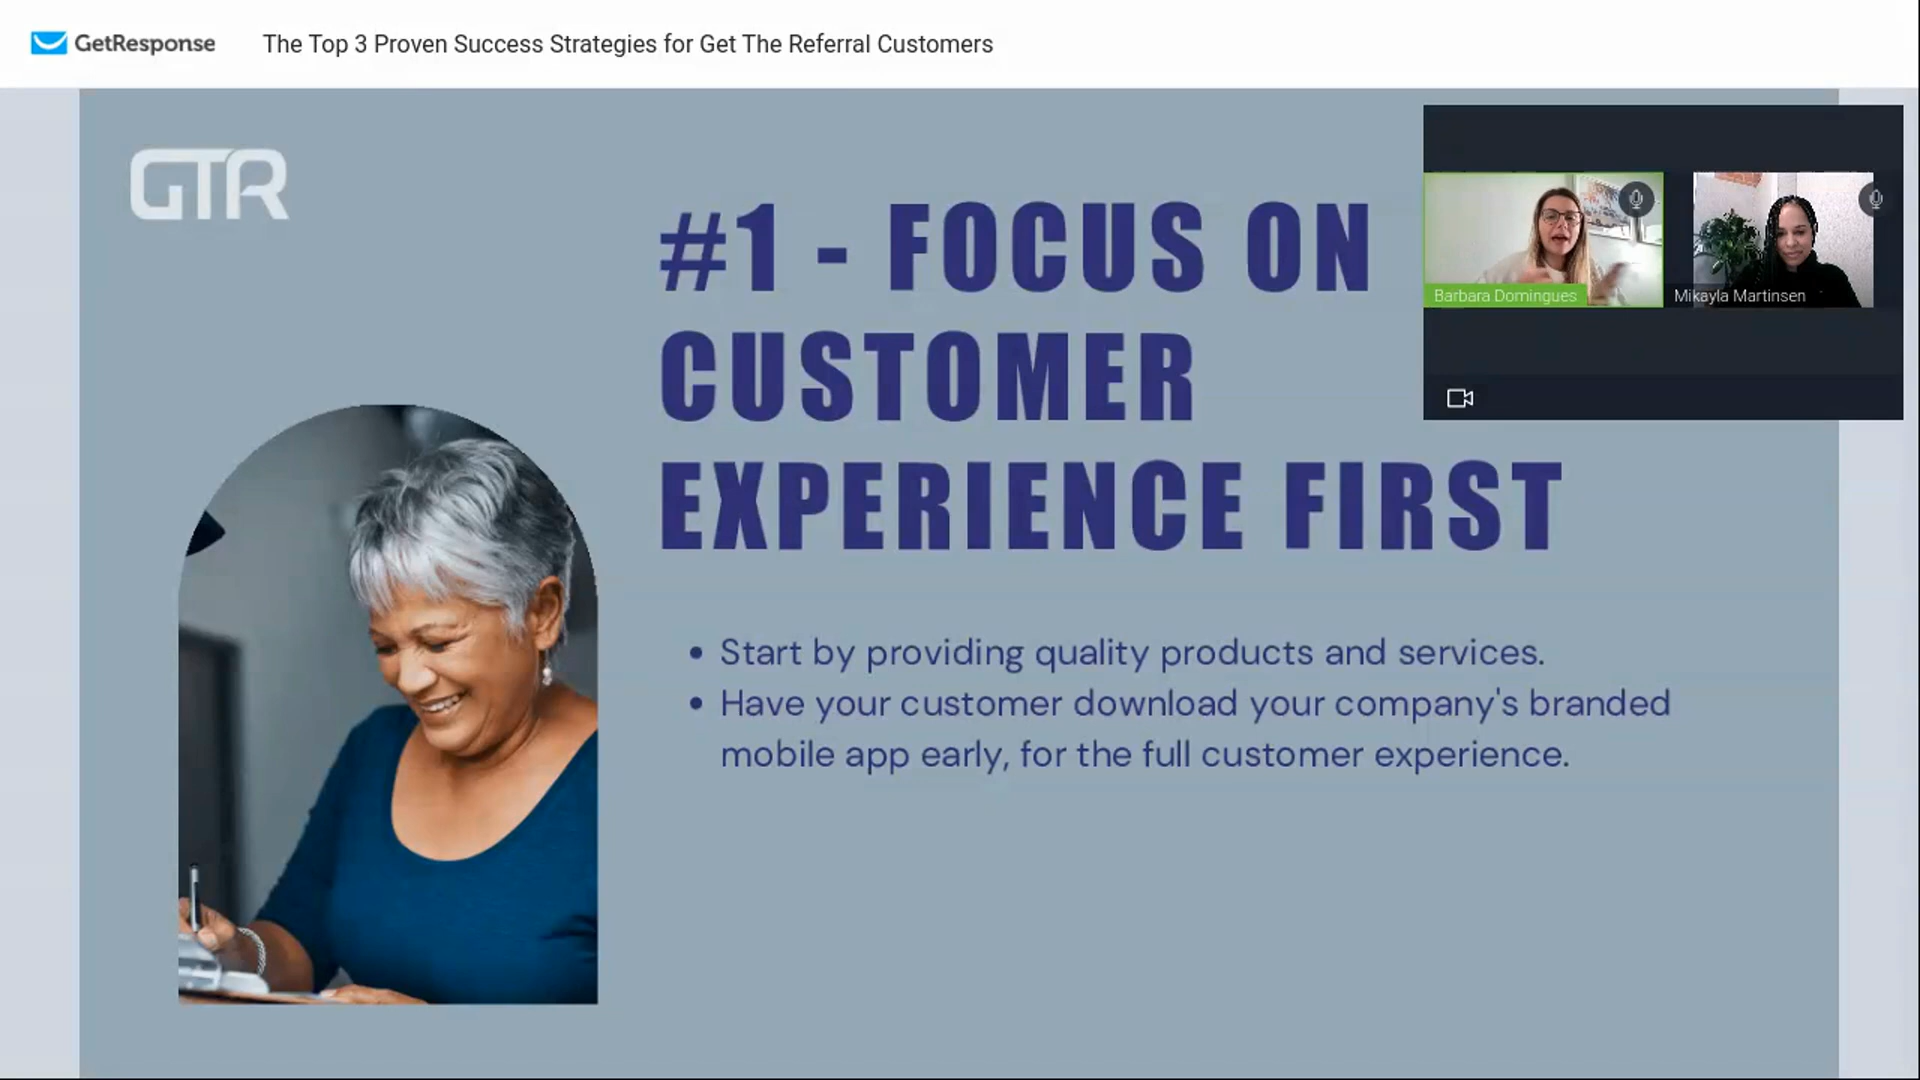 GetResponse
The Top 3 Proven Success Strategies for Get The Referral Customers
GTR
#1 - FOCUS ON
CUSTOMER
EXPERIENCE FIRST
Barbara Domingues
Mikayla Martinsen
• Start by providing quality products and services.
• Have your customer download your company's branded
mobile app early, for the full customer experience.